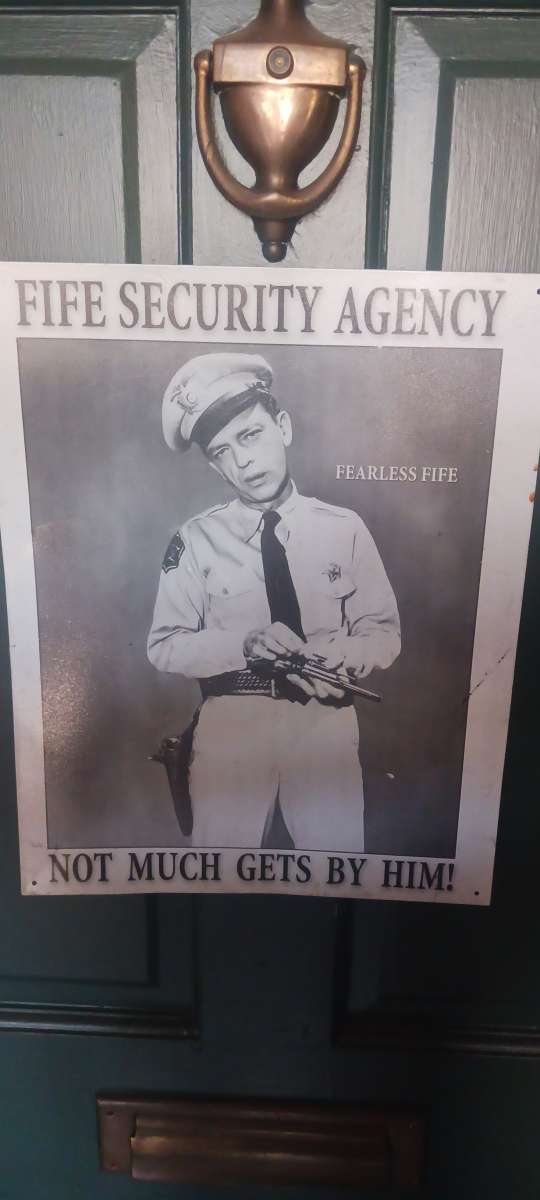 FIFE SECURITY AGENCY
FEARLESS FIFE
NOT MUCH GETS BY HIM!